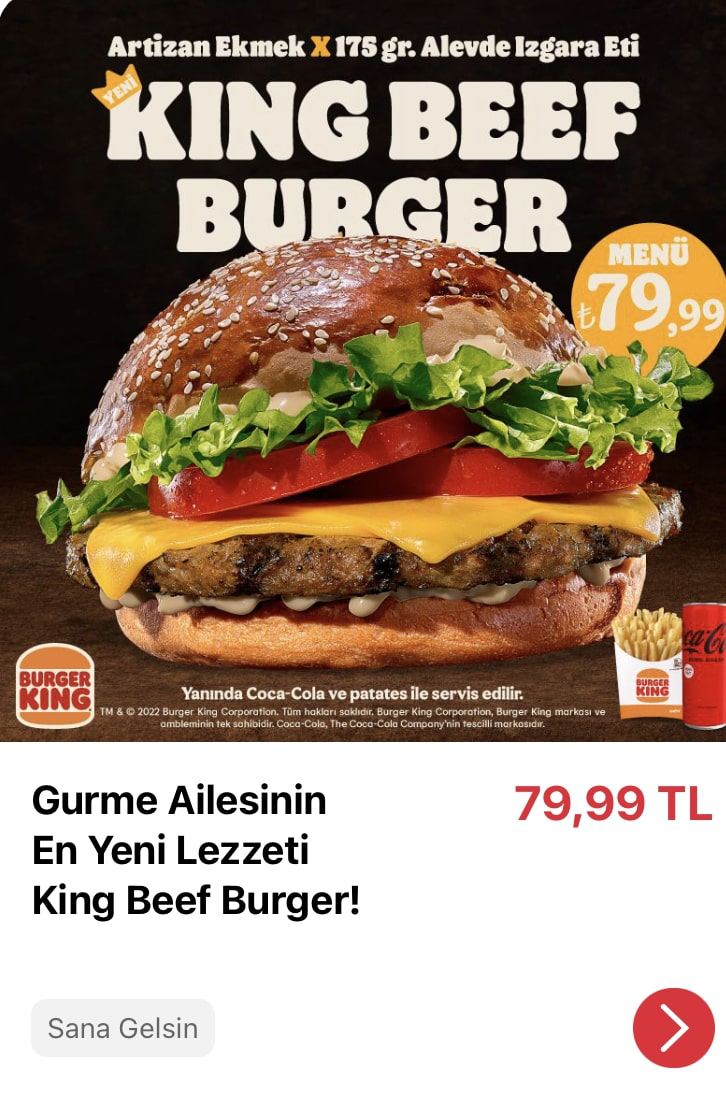 Artizan Ekmek X 175 gr. Alevde Izgara Eti
YENİ
KING BEEF
BURGER
MENÜ
₺79,99
BURGER
KING
Yanında Coca-Cola ve patates ile servis edilir.
TM & © 2022 Burger King Corporation. Tüm hakları saklıdır. Burger King Corporation, Burger King markası ve
ambleminin tek sahibidir. Coca-Cola, The Coca-Cola Company'nin tescilli markasıdır.
BURGER
KING
Gurme Ailesinin
En Yeni Lezzeti
King Beef Burger!
79,99 TL
Sana Gelsin